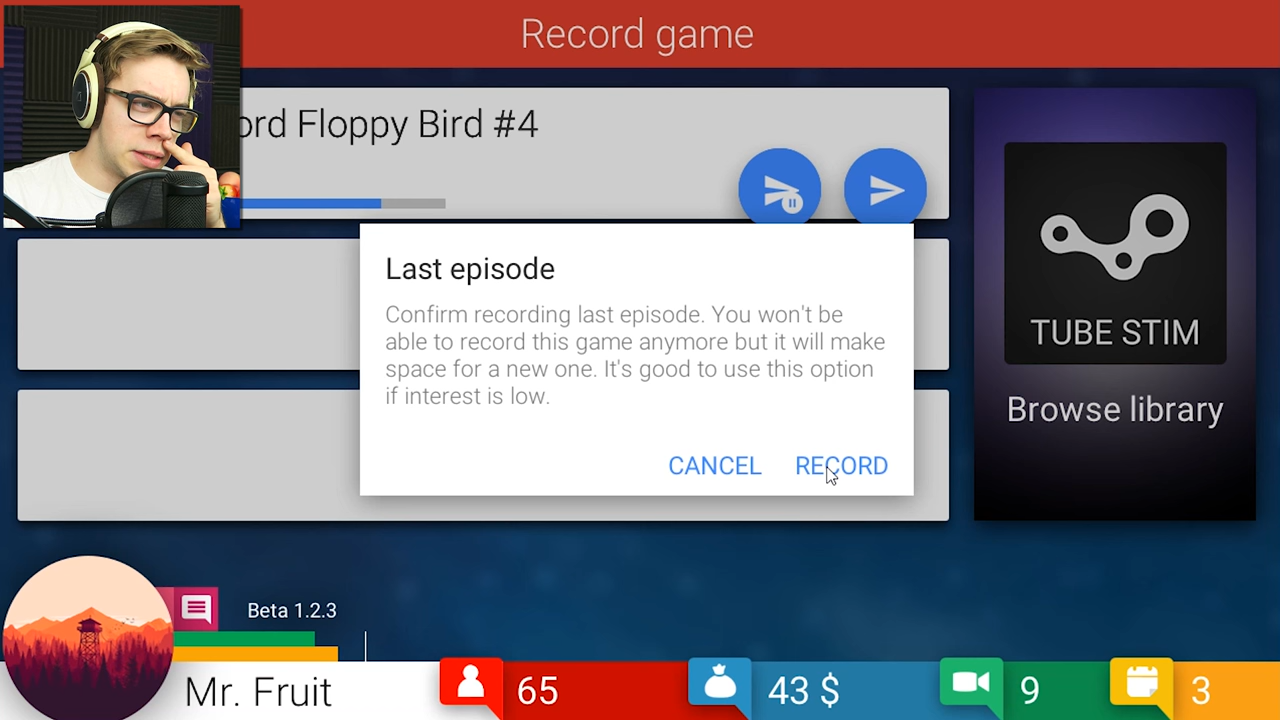 Record game
ord Floppy Bird #4
Last episode
Confirm recording last episode. You won't be
able to record this game anymore but it will make
space for a new one. It's good to use this option
if interest is low.
CANCEL
RECORD
TUBE STIM
Browse library
Beta 1.2.3
Mr. Fruit
65
43 $
9
3